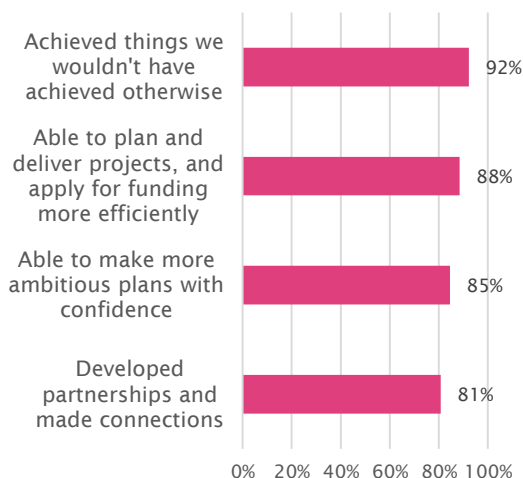 Achieved things we
wouldn't have
achieved otherwise
92%
Able to plan and
deliver projects, and
apply for funding
more efficiently
88%
Able to make more
ambitious plans with
confidence
85%
Developed
partnerships and
made connections
81%
0% 20% 40% 60% 80% 100%